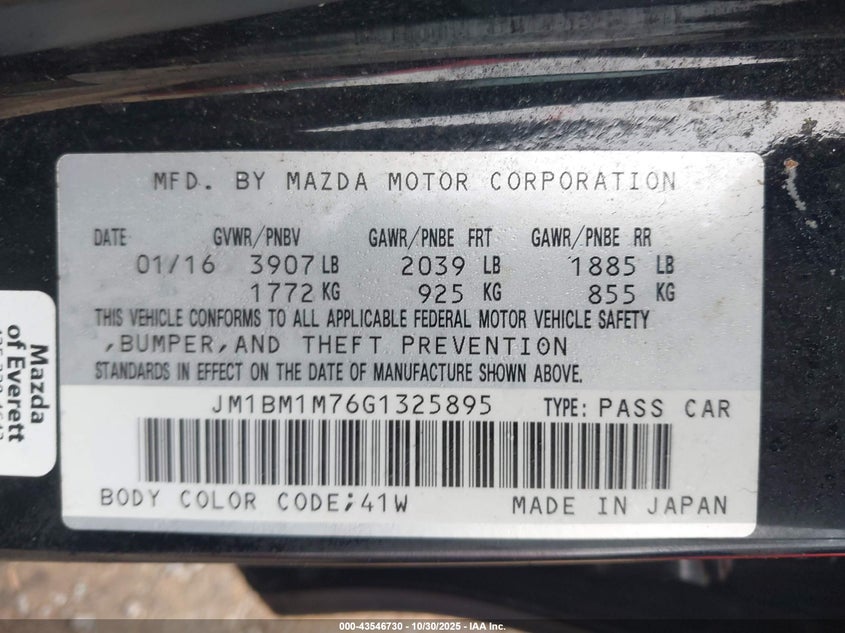 MFD. BY MAZDA MOTOR CORPORATION
DATE GVWR/PNBV GAWR/PNBE FRT GAWR/PNBE RR
01/16 3907 LB 2039 LB 1885 LB
1772 KG 925 KG 855 KG
THIS VEHICLE CONFORMS TO ALL APPLICABLE FEDERAL MOTOR VEHICLE SAFETY
,BUMPER,AND THEFT PREVENTION
STANDARDS IN EFFECT ON THE DATE OF MANUFACTURE SHOWN ABOVE.
JM1BM1M76G1325895 TYPE: PASS CAR
BODY COLOR CODE;41W MADE IN JAPAN
Mazda
of Everett
000-43546730 - 10/30/2025 - IAA Inc.